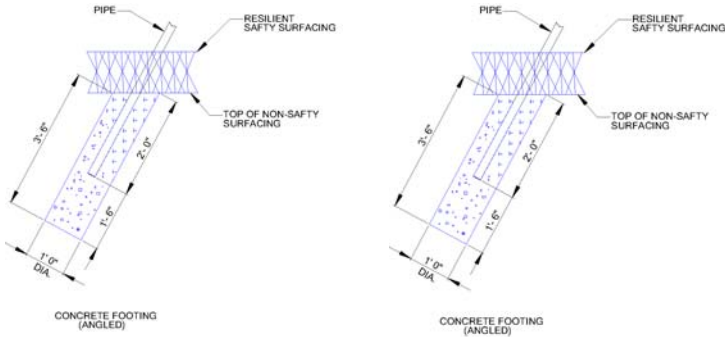 PIPE
RESILIENT
SAFTY SURFACING
TOP OF NON-SAFTY
SURFACING
3'- 6"
2'- 0"
1'- 6"
1' 0"
DIA.
CONCRETE FOOTING
(ANGLED)
PIPE
RESILIENT
SAFTY SURFACING
TOP OF NON-SAFTY
SURFACING
3'- 6"
2'- 0"
1'- 6"
1' 0"
DIA.
CONCRETE FOOTING
(ANGLED)